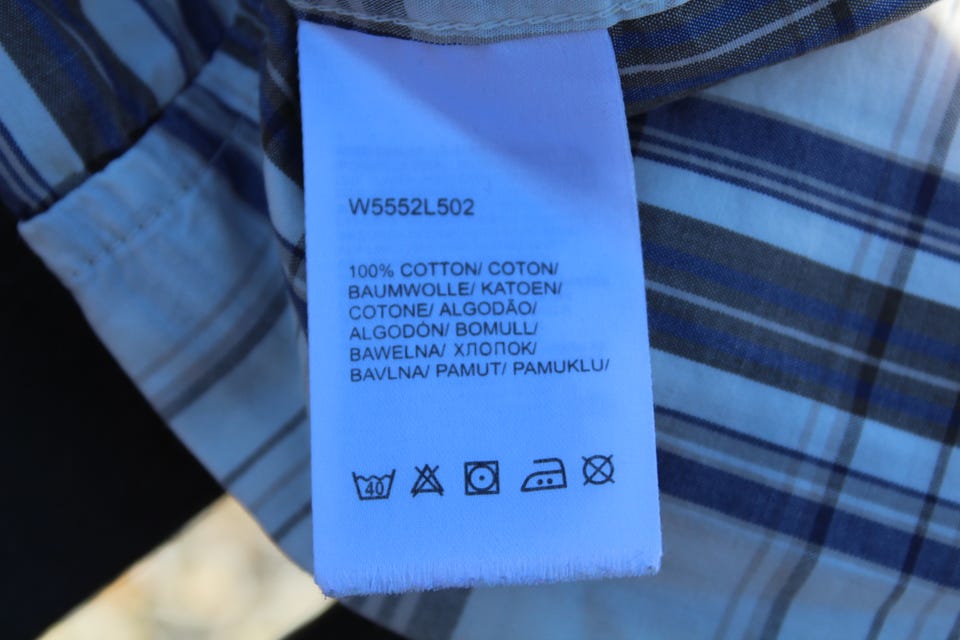 W5552L502
100% COTTON/ COTON/
BAUMWOLLE/ KATOEN/
COTONE/ ALGODÃO/
ALGODÓN/ BOMULL/
BAWELNA/ ХЛОПОК/
BAVLNA/ PAMUT/ PAMUKLU/
40